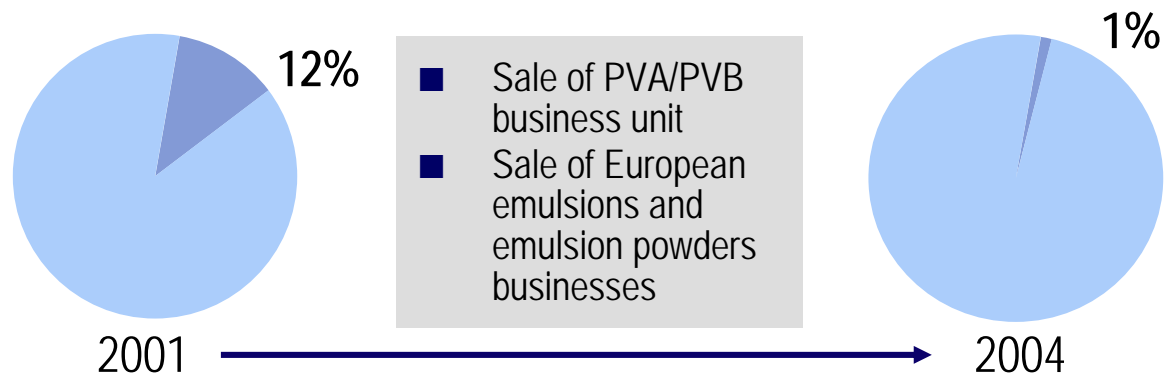 12%
Sale of PVA/PVB
business unit
Sale of European
emulsions and
emulsion powders
businesses
1%
2001
2004